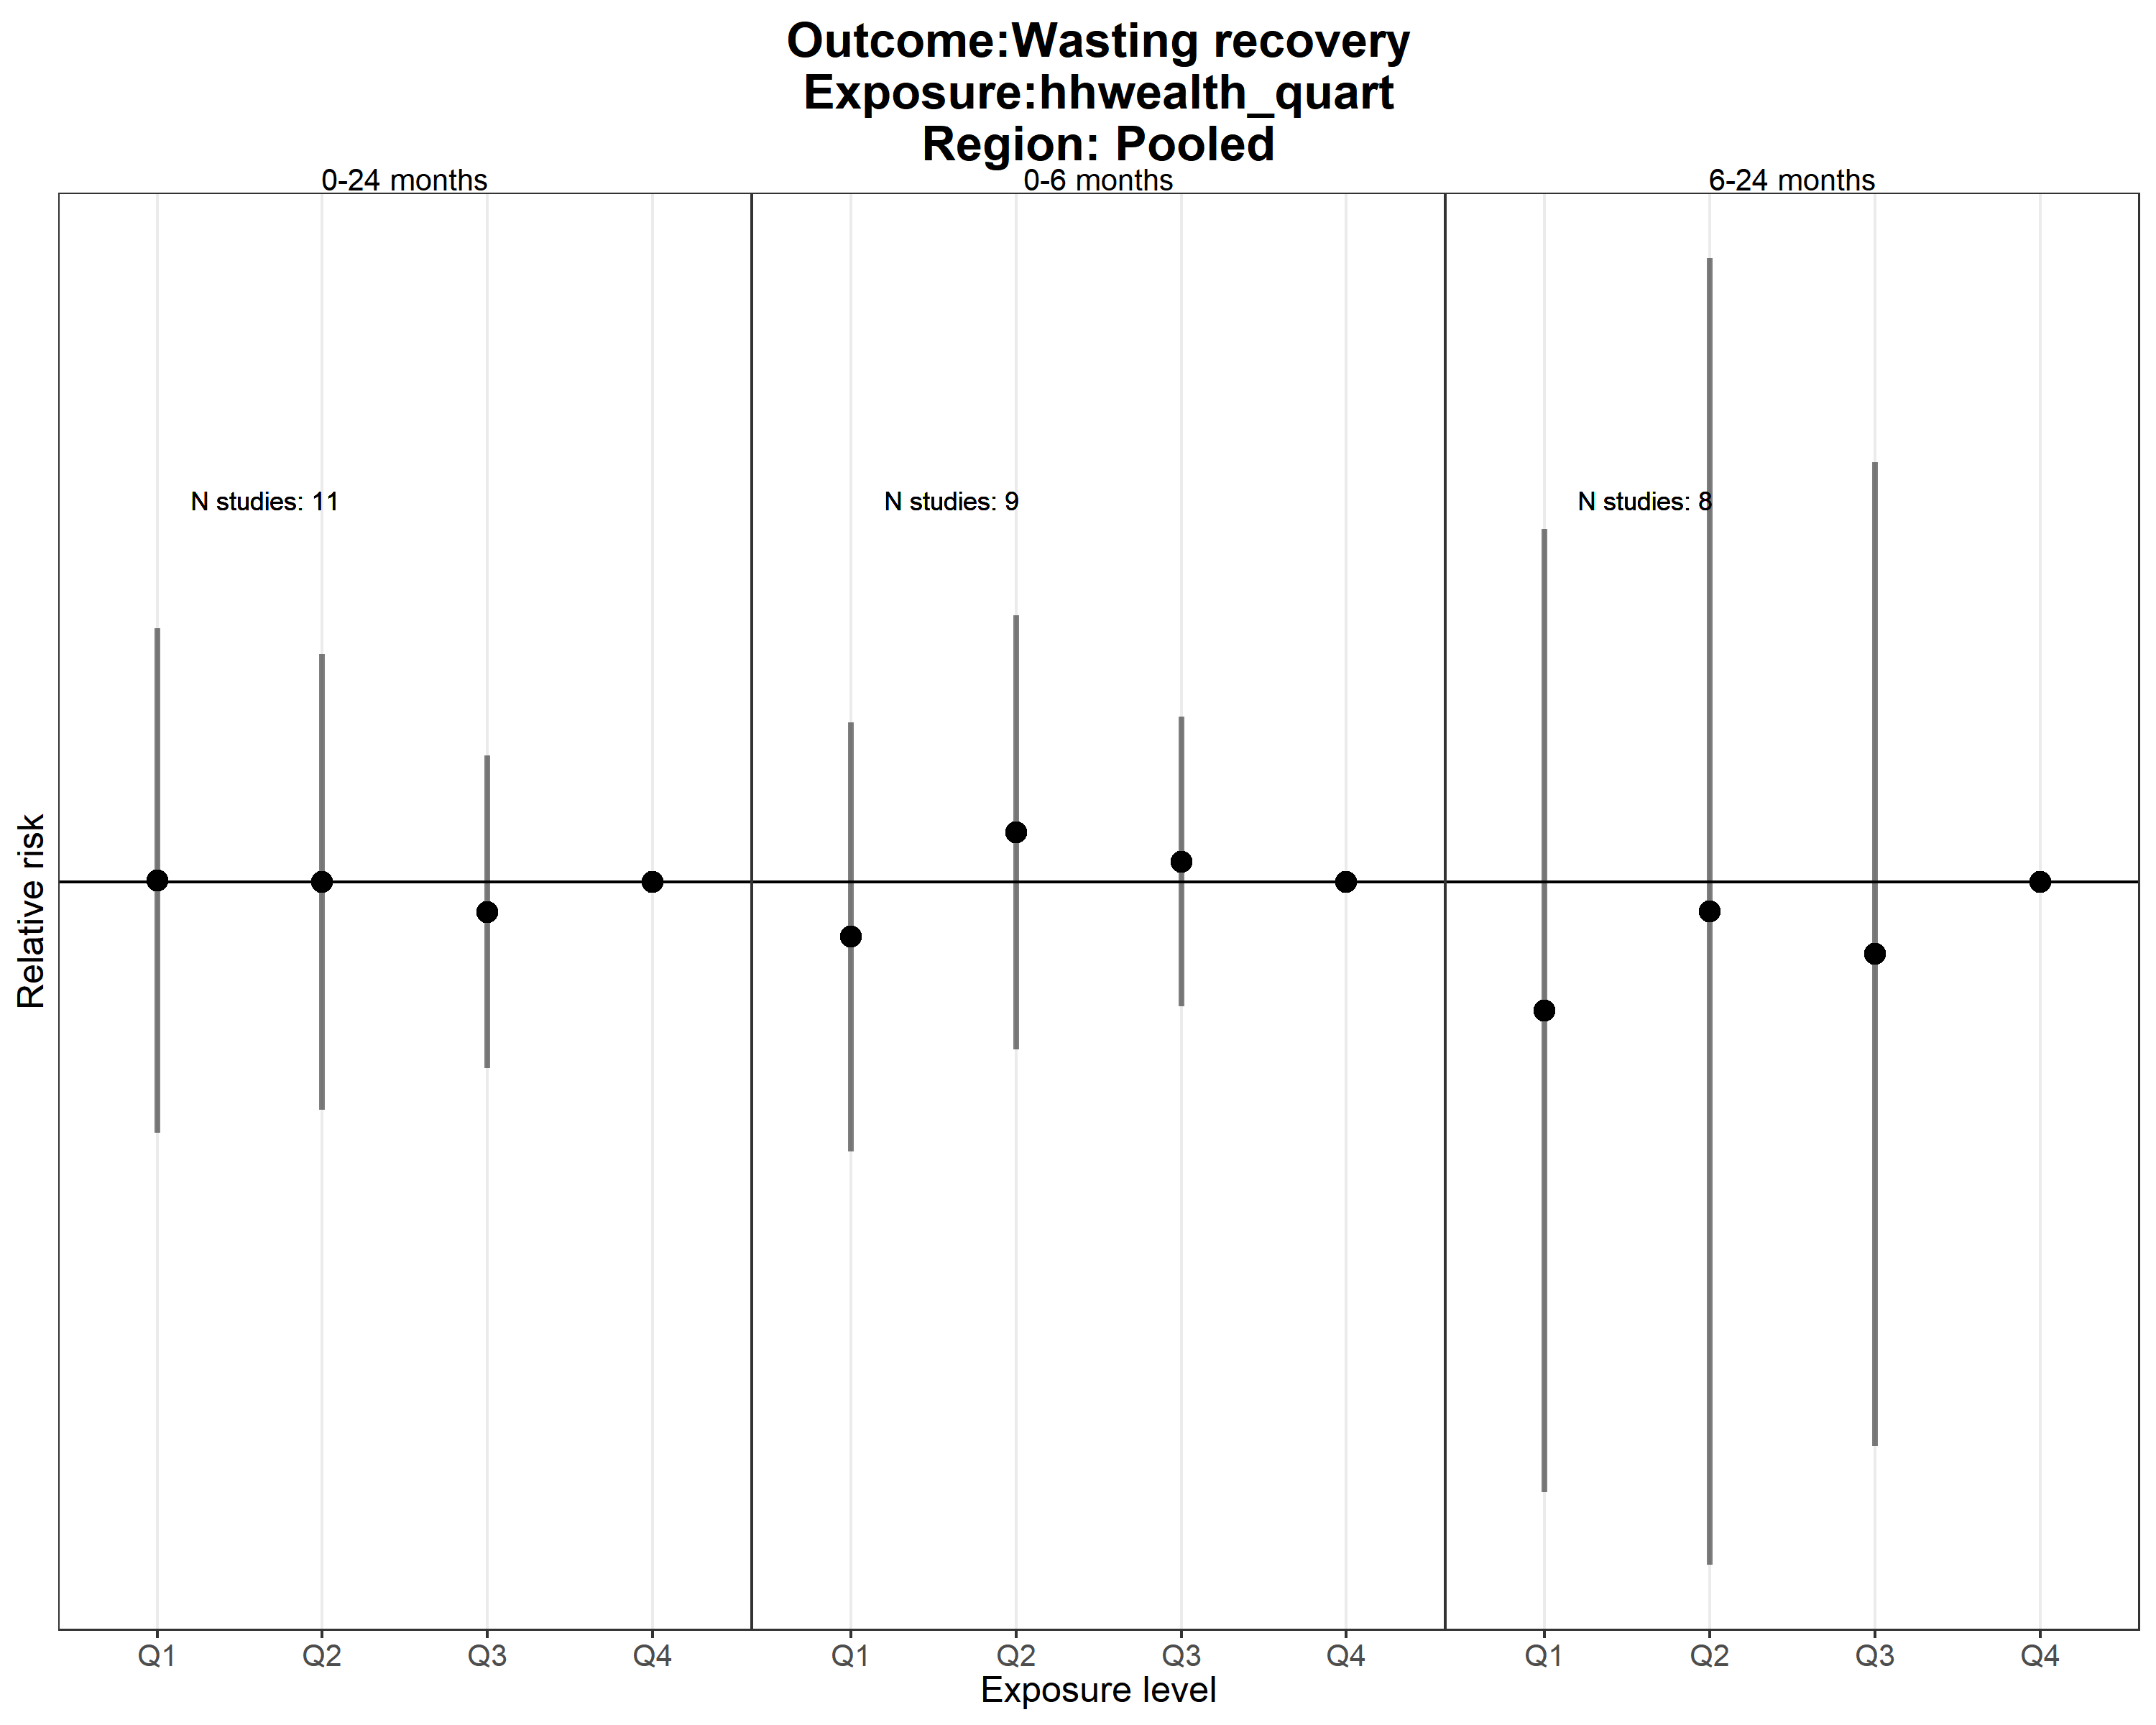 Outcome:Wasting recovery
Exposure:hhwealth_quart
Region: Pooled
0-24 months
0-6 months
6-24 months
N studies: 11
N studies: 9
N studies: 8
Relative risk
Q1 Q2 Q3 Q4 Q1 Q2 Q3 Q4 Q1 Q2 Q3 Q4
Exposure level